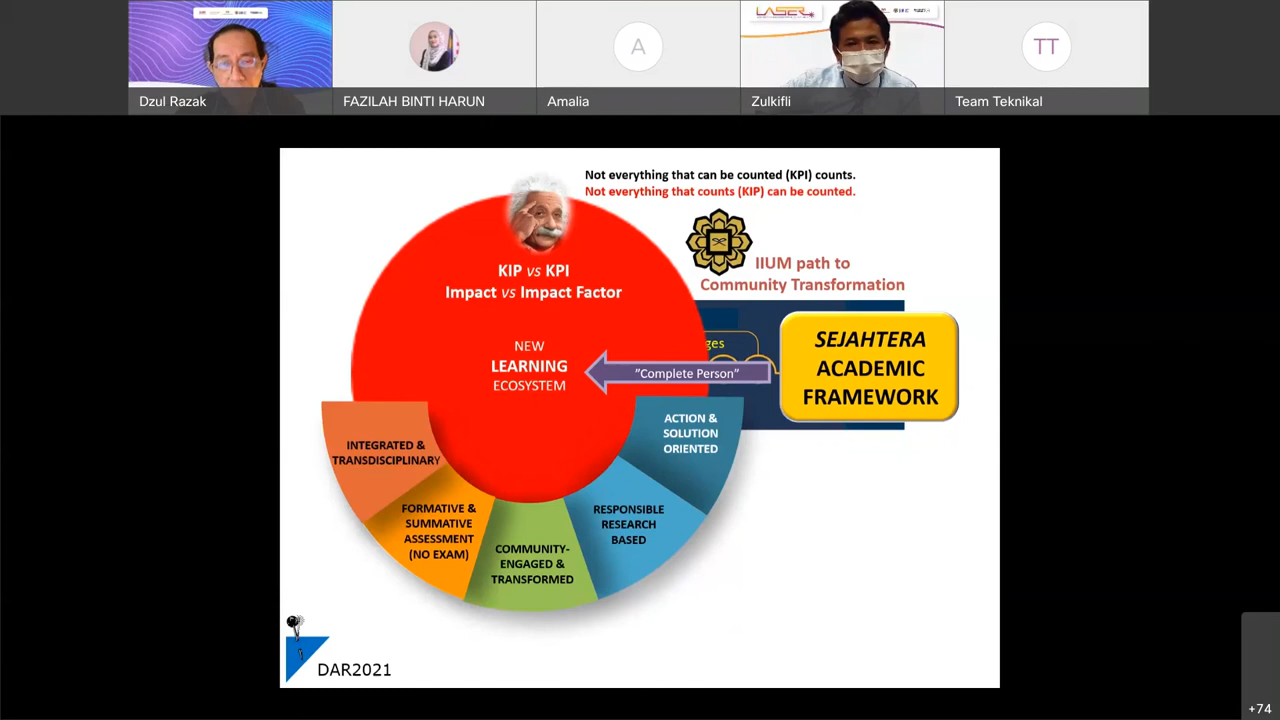 LASER
Dzul Razak
FAZILAH BINTI HARUN
A
Amalia
Zulkifli
TT
Team Teknikal
Not everything that can be counted (KPI) counts.
Not everything that counts (KIP) can be counted.
KIP vs KPI
Impact vs Impact Factor
IIUM path to
Community Transformation
NEW
LEARNING
ECOSYSTEM
ges
"Complete Person"
SEJAHTERA
ACADEMIC
FRAMEWORK
INTEGRATED &
TRANSDISCIPLINARY
FORMATIVE &
SUMMATIVE
ASSESSMENT
(NO EXAM)
COMMUNITY-
ENGAGED &
TRANSFORMED
RESPONSIBLE
RESEARCH
BASED
ACTION &
SOLUTION
ORIENTED
DAR2021
+74